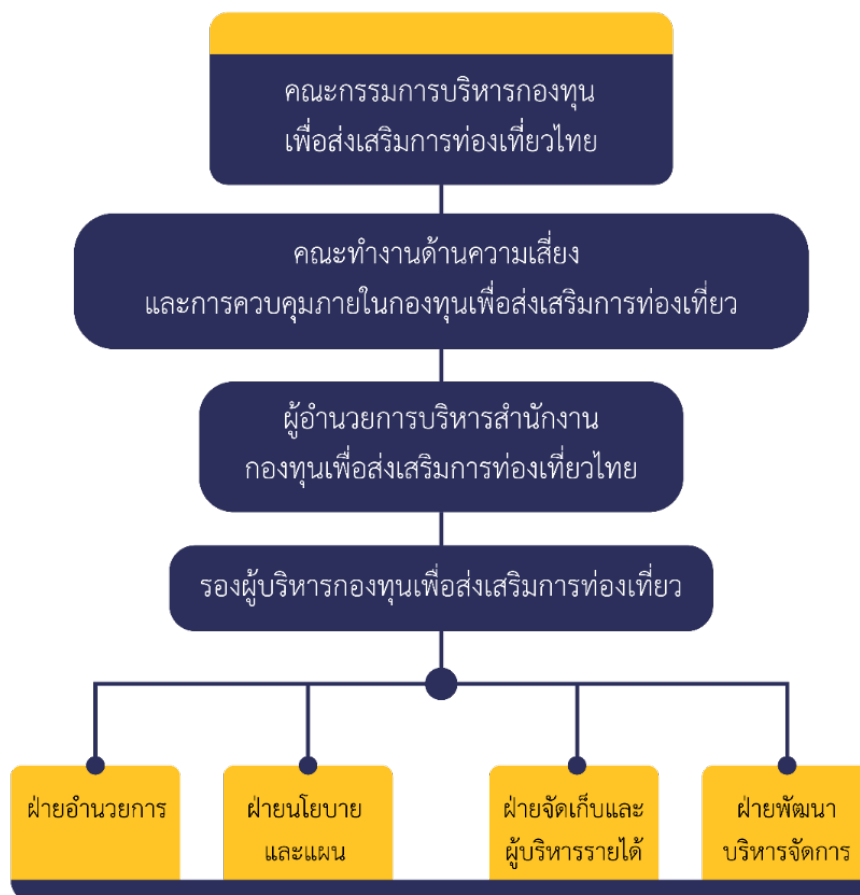 คณะกรรมการบริหารกองทุน
เพื่อส่งเสริมการท่องเที่ยวไทย
คณะทำงานด้านความเสี่ยง
และการควบคุมภายในกองทุนเพื่อส่งเสริมการท่องเที่ยว
ผู้อำนวยการบริหารสำนักงาน
กองทุนเพื่อส่งเสริมการท่องเที่ยวไทย
รองผู้บริหารกองทุนเพื่อส่งเสริมการท่องเที่ยว
ฝ่ายอำนวยการ
ฝ่ายนโยบาย
และแผน
ฝ่ายจัดเก็บและ
ผู้บริหารรายได้
ฝ่ายพัฒนา
บริหารจัดการ